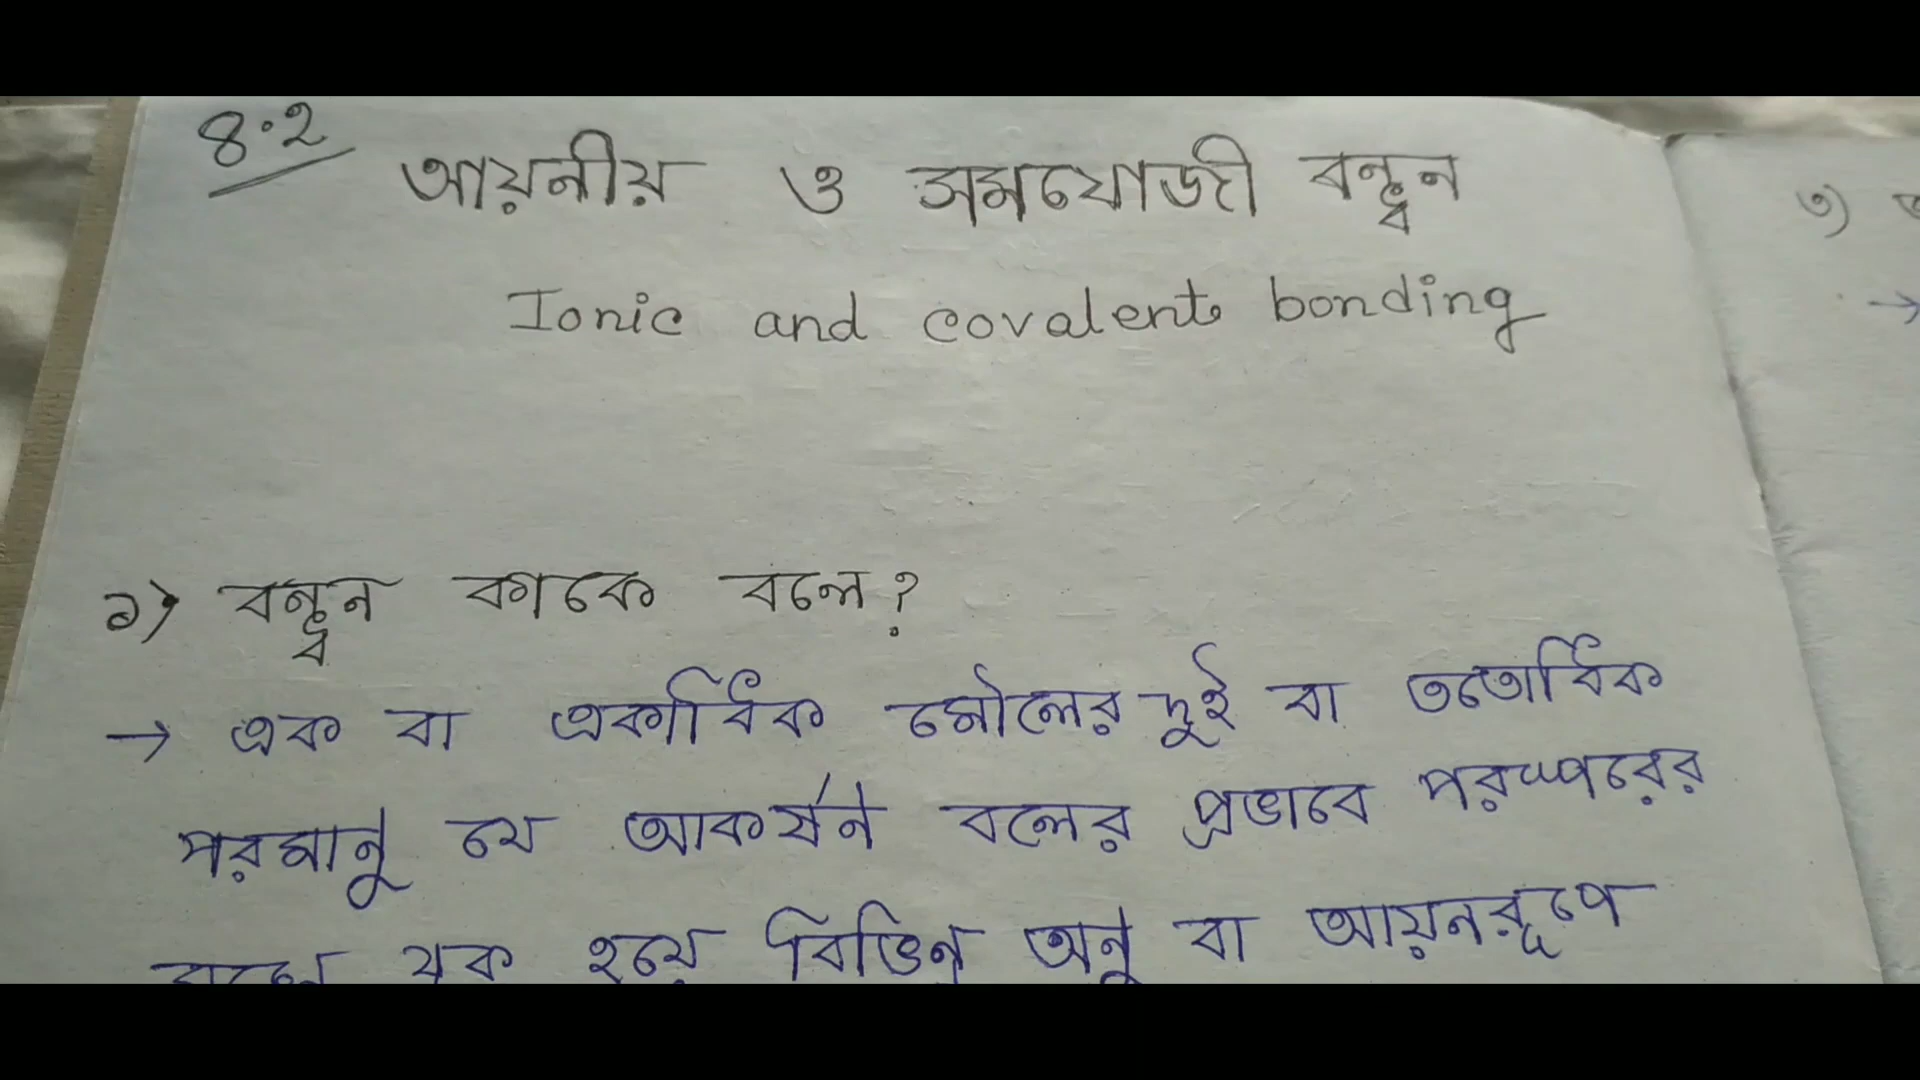 ৪.২
আয়নীয় ও সমযোজী বন্ধন
Ionic and covalent bonding
১) বন্ধন কাকে বলে?
→ এক বা একাধিক মৌলের দুই বা ততোধিক
পরমানু যে আকর্ষন বলের প্রভাবে পরস্পরের
যুক্ত হয়ে বিভিন্ন অনু বা আয়নরূপে
৩)
→